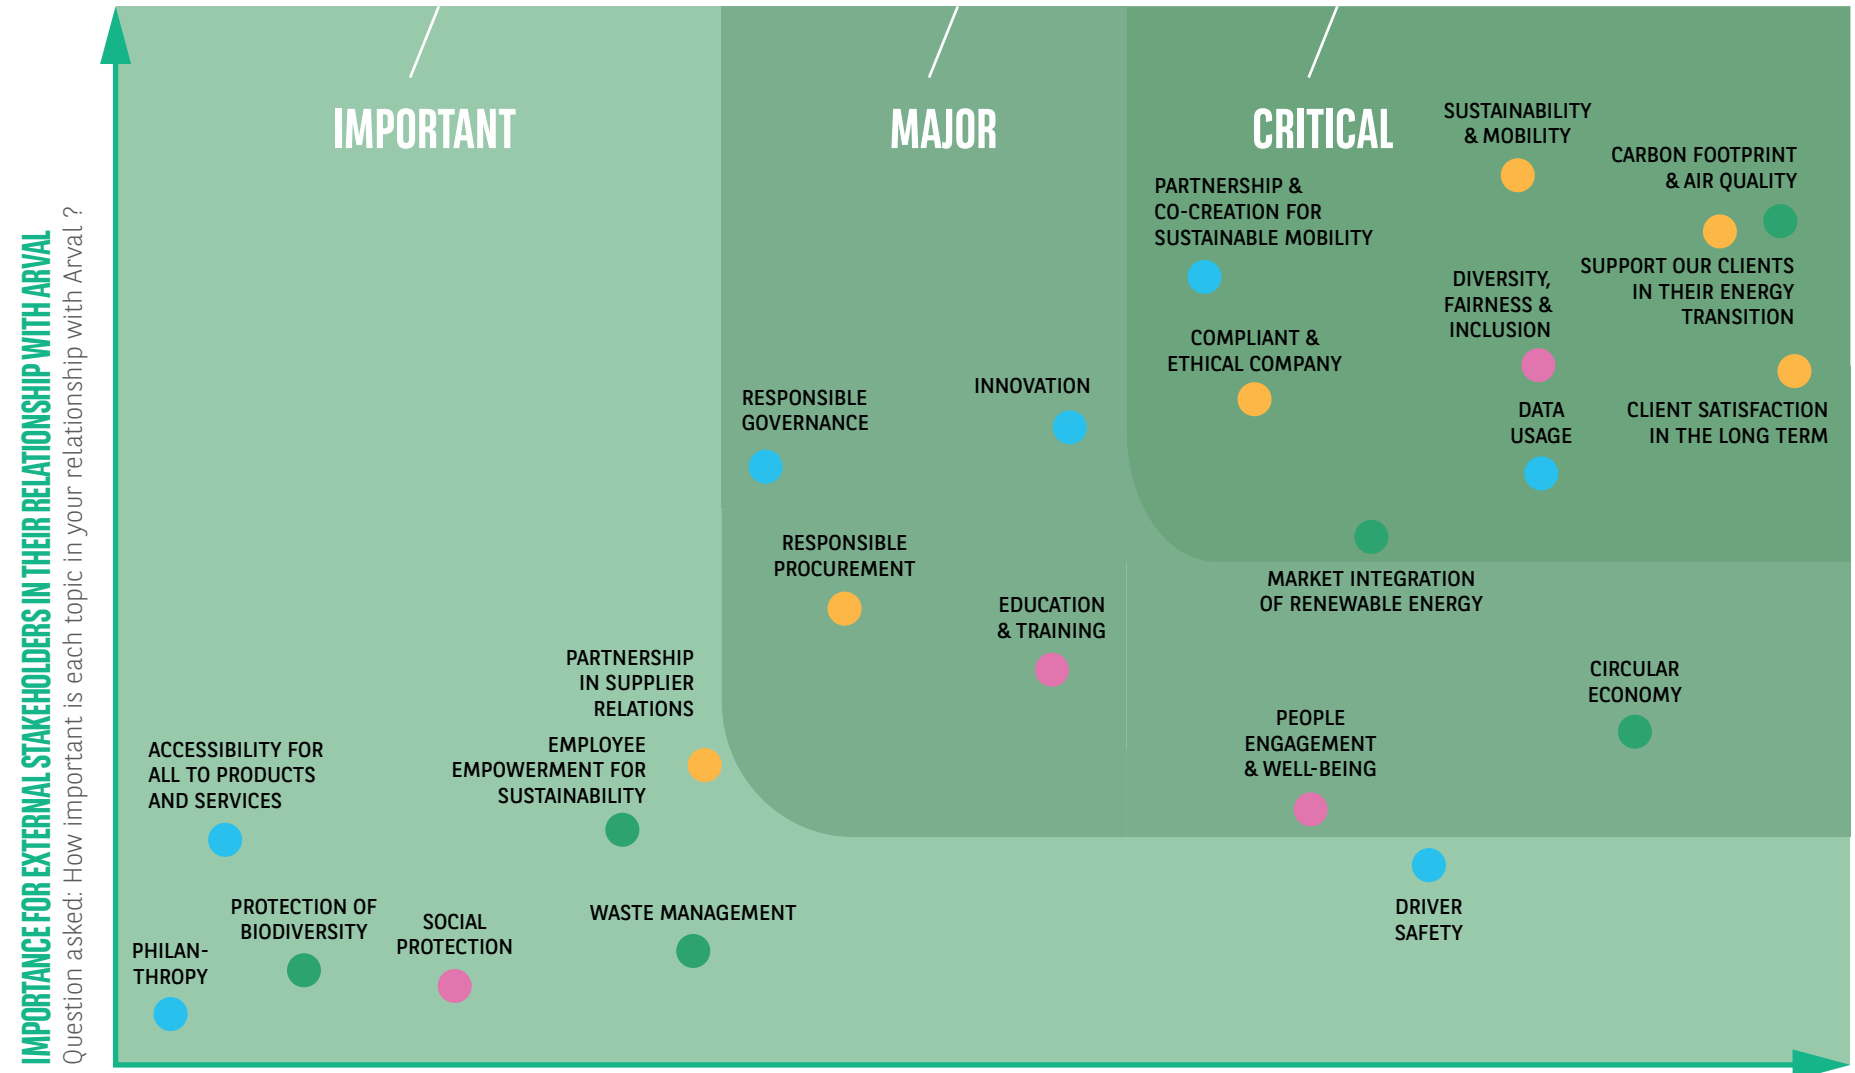 IMPORTANCE FOR EXTERNAL STAKEHOLDERS IN THEIR RELATIONSHIP WITH ARVAL
Question asked: How important is each topic in your relationship with Arval ?
IMPORTANT
MAJOR
CRITICAL
SUSTAINABILITY
& MOBILITY
CARBON FOOTPRINT
& AIR QUALITY
PARTNERSHIP &
CO-CREATION FOR
SUSTAINABLE MOBILITY
SUPPORT OUR CLIENTS
IN THEIR ENERGY
TRANSITION
DIVERSITY,
FAIRNESS &
INCLUSION
COMPLIANT &
ETHICAL COMPANY
INNOVATION
RESPONSIBLE
GOVERNANCE
DATA
USAGE
CLIENT SATISFACTION
IN THE LONG TERM
RESPONSIBLE
PROCUREMENT
MARKET INTEGRATION
OF RENEWABLE ENERGY
EDUCATION
& TRAINING
PARTNERSHIP
IN SUPPLIER
RELATIONS
CIRCULAR
ECONOMY
PEOPLE
ENGAGEMENT
& WELL-BEING
EMPLOYEE
EMPOWERMENT FOR
SUSTAINABILITY
ACCESSIBILITY FOR
ALL TO PRODUCTS
AND SERVICES
PROTECTION OF
BIODIVERSITY
SOCIAL
PROTECTION
WASTE MANAGEMENT
DRIVER
SAFETY
PHILAN-
THROPY